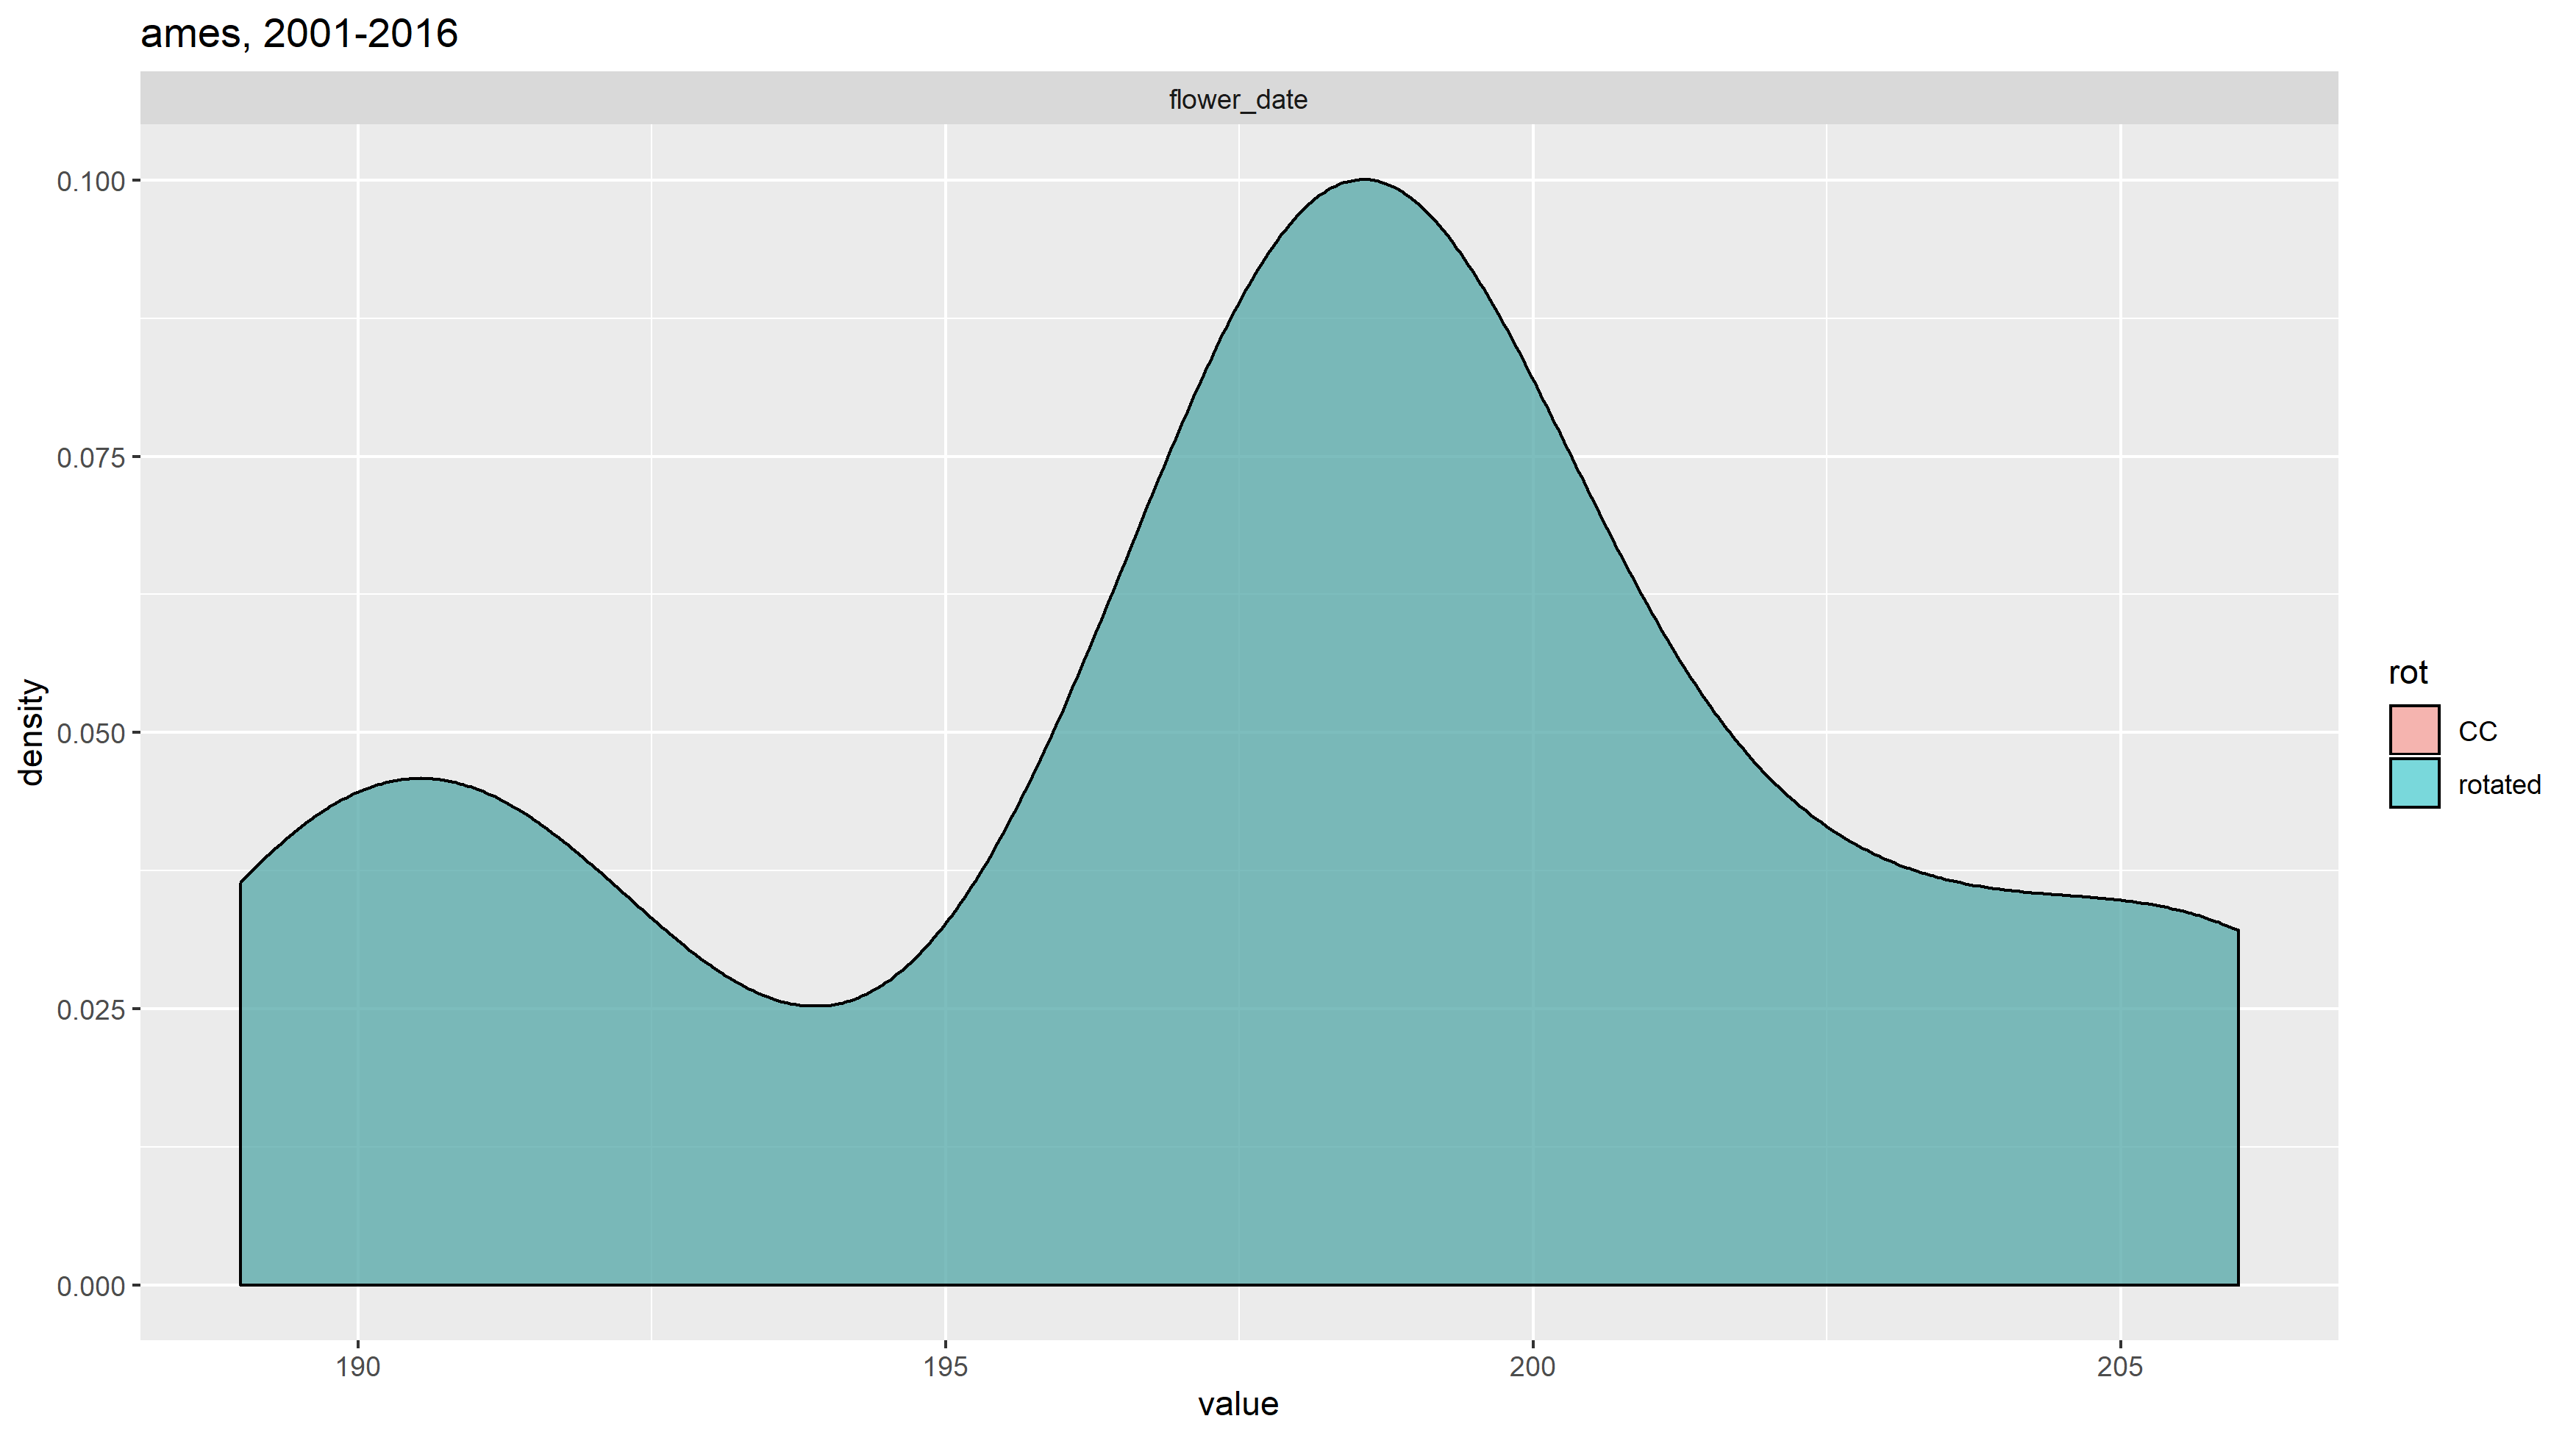 ames, 2001-2016
flower_date
0.100
0.075
0.050
0.025
0.000
density
190
195
200
205
value
rot
CC
rotated